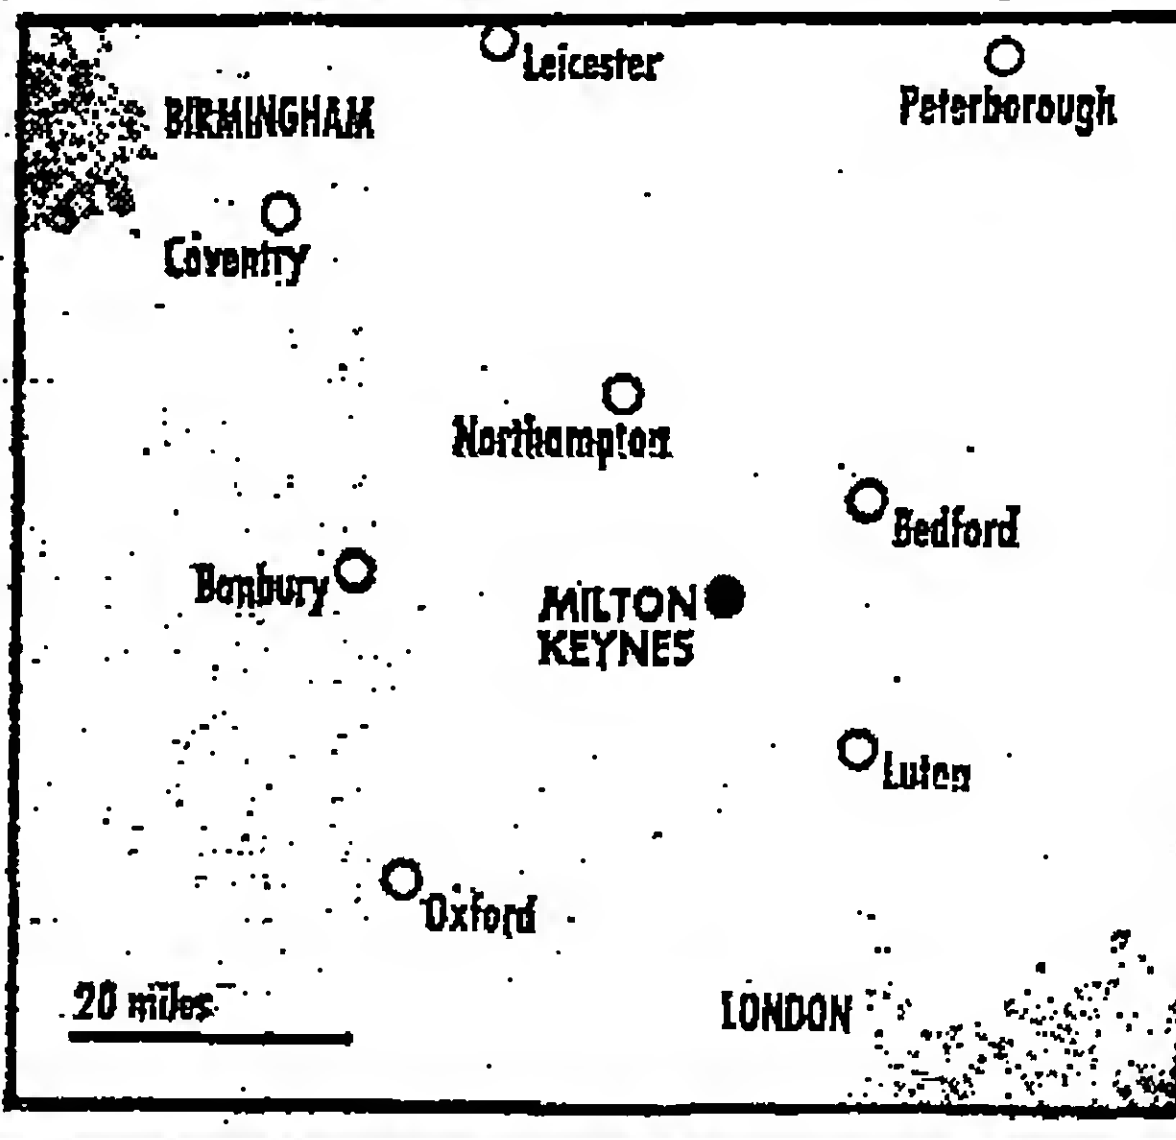 Leicester
Peterborough
BIRMINGHAM
Coventry
Northampton
Bedford
Banbury
MILTON
KEYNES
Luton
Oxford
20 miles
LONDON